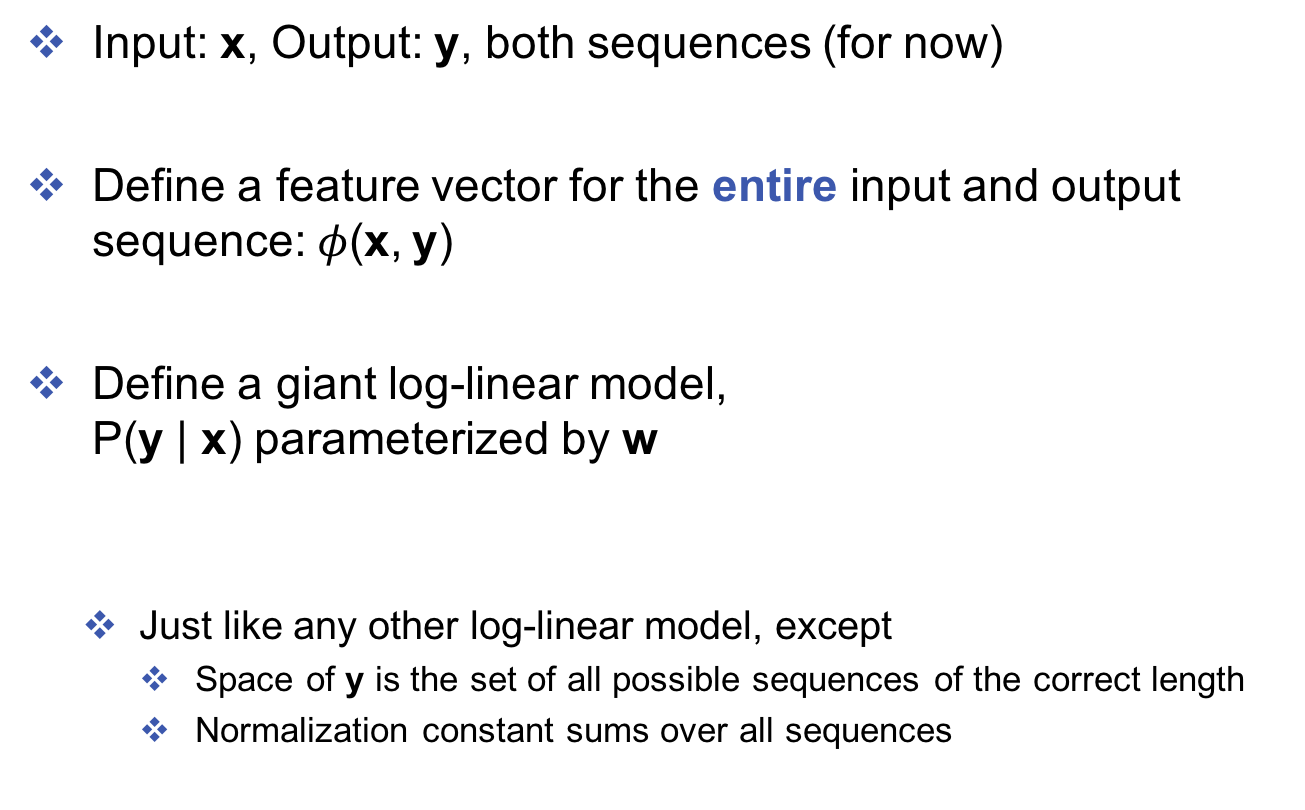 ❖ Input: x, Output: y, both sequences (for now)
❖ Define a feature vector for the entire input and output
sequence: ϕ(x, y)
❖ Define a giant log-linear model,
P(y | x) parameterized by w
❖ Just like any other log-linear model, except
❖ Space of y is the set of all possible sequences of the correct length
❖ Normalization constant sums over all sequences